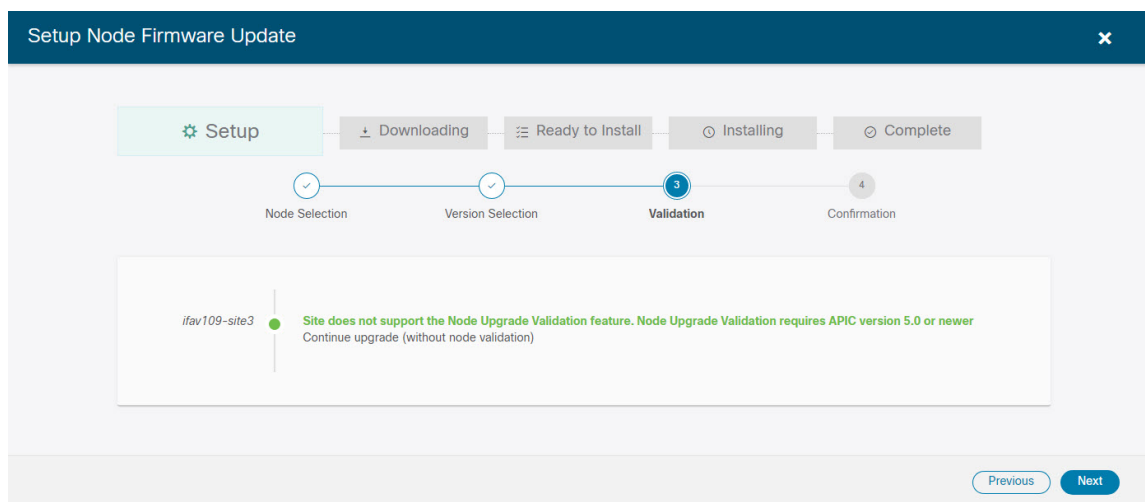 Setup Node Firmware Update
Setup
Downloading
Ready to Install
Installing
Complete
3
4
Node Selection
Version Selection
Validation
Confirmation
ifav109-site3
Site does not support the Node Upgrade Validation feature. Node Upgrade Validation requires APIC version 5.0 or newer
Continue upgrade (without node validation)
Previous
Next